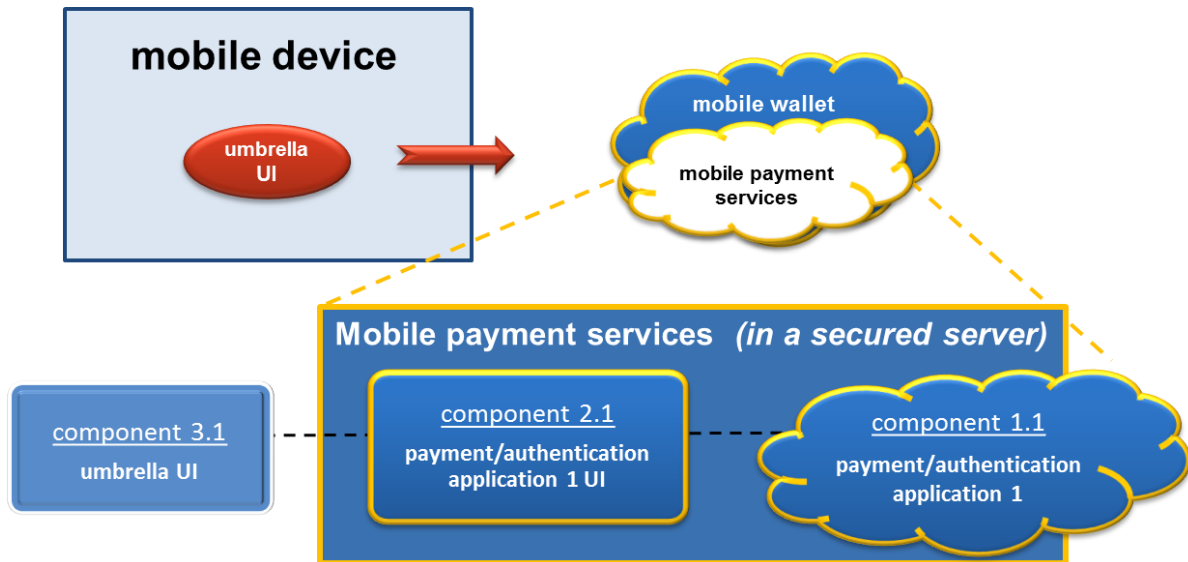 mobile device
umbrella
UI
mobile wallet
mobile payment
services
Mobile payment services (in a secured server)
component 3.1
umbrella UI
component 2.1
payment/authentication
application 1 UI
component 1.1
payment/authentication
application 1